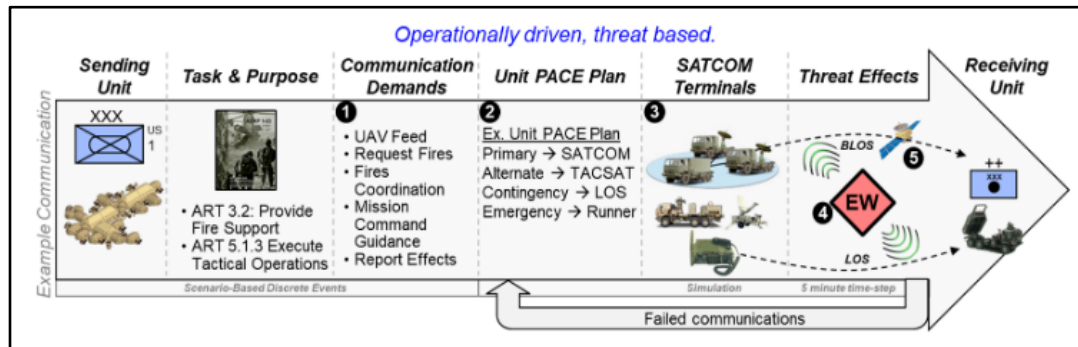 Operationally driven, threat based.
Sending
Unit
Task & Purpose
Communication
Demands
Unit PACE Plan
SATCOM
Terminals
Threat Effects
Receiving
Unit
Example Communication
XXX
US
1
• ART 3.2: Provide
Fire Support
• ART 5.1.3 Execute
Tactical Operations
1
• UAV Feed
• Request Fires
• Fires
Coordination
• Mission
Command
Guidance
• Report Effects
2
Ex. Unit PACE Plan
Primary → SATCOM
Alternate → TACSAT
Contingency → LOS
Emergency → Runner
3
BLOS
5
4
EW
LOS
++
XXX
Scenario-Based Discrete Events
Simulation
5 minute time-step
Failed communications